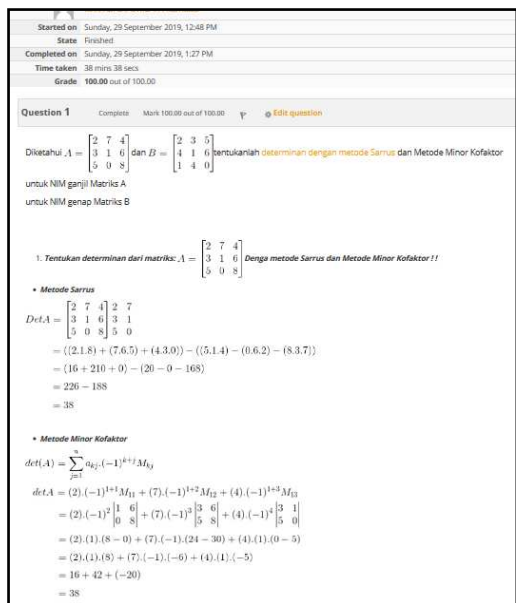 Started on Sunday, 29 September 2019, 12:48 PM
State Finished
Completed on Sunday, 29 September 2019, 1:27 PM
Time taken 38 mins 38 secs
Grade 100.00 out of 100.00
Question 1 Complete Mark 100.00 out of 100.00 Edit question
Diketahui A = [2 7 4; 3 1 6; 5 0 8] dan B = [2 3 5; 4 1 6; 1 4 0] tentukanlah determinan dengan metode Sarrus dan Metode Minor Kofaktor
untuk NIM ganjil Matriks A
untuk NIM genap Matriks B
1. Tentukan determinan dari matriks: A = [2 7 4; 3 1 6; 5 0 8] Denga metode Sarrus dan Metode Minor Kofaktor ! !
• Metode Sarrus
DetA = [2 7 4; 3 1 6; 5 0 8] 2 7; 3 1; 5 0
= ((2.1.8) + (7.6.5) + (4.3.0)) − ((5.1.4) − (0.6.2) − (8.3.7))
= (16 + 210 + 0) − (20 − 0 − 168)
= 226 − 188
= 38
• Metode Minor Kofaktor
det(A) = ∑_{j=1}^{n} a_{kj}.(−1)^{k+j} M_{kj}
detA = (2).(−1)^{1+1} M_{11} + (7).(−1)^{1+2} M_{12} + (4).(−1)^{1+3} M_{13}
= (2).(−1)^2 |1 6; 0 8| + (7).(−1)^3 |3 6; 5 8| + (4).(−1)^4 |3 1; 5 0|
= (2).(1).(8 − 0) + (7).(−1).(24 − 30) + (4).(1).(0 − 5)
= (2).(1).(8) + (7).(−1).(−6) + (4).(1).(−5)
= 16 + 42 + (−20)
= 38